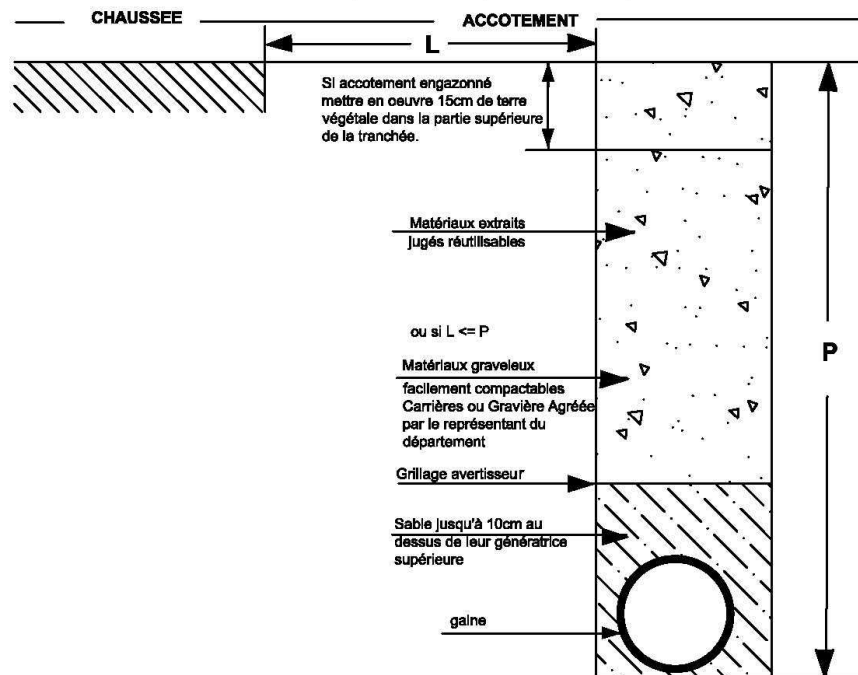 CHAUSSEE
ACCOTEMENT
L
Si accotement engazonné
mettre en oeuvre 15cm de terre
végétale dans la partie supérieure
de la tranchée.
Matériaux extraits
jugés réutilisables
ou si L <= P
P
Matériaux graveleux
facilement compactables
Carrières ou Gravière Agréée
par le représentant du
département
Grillage avertisseur
Sable jusqu'à 10cm au
dessus de leur génératrice
supérieure
gaine